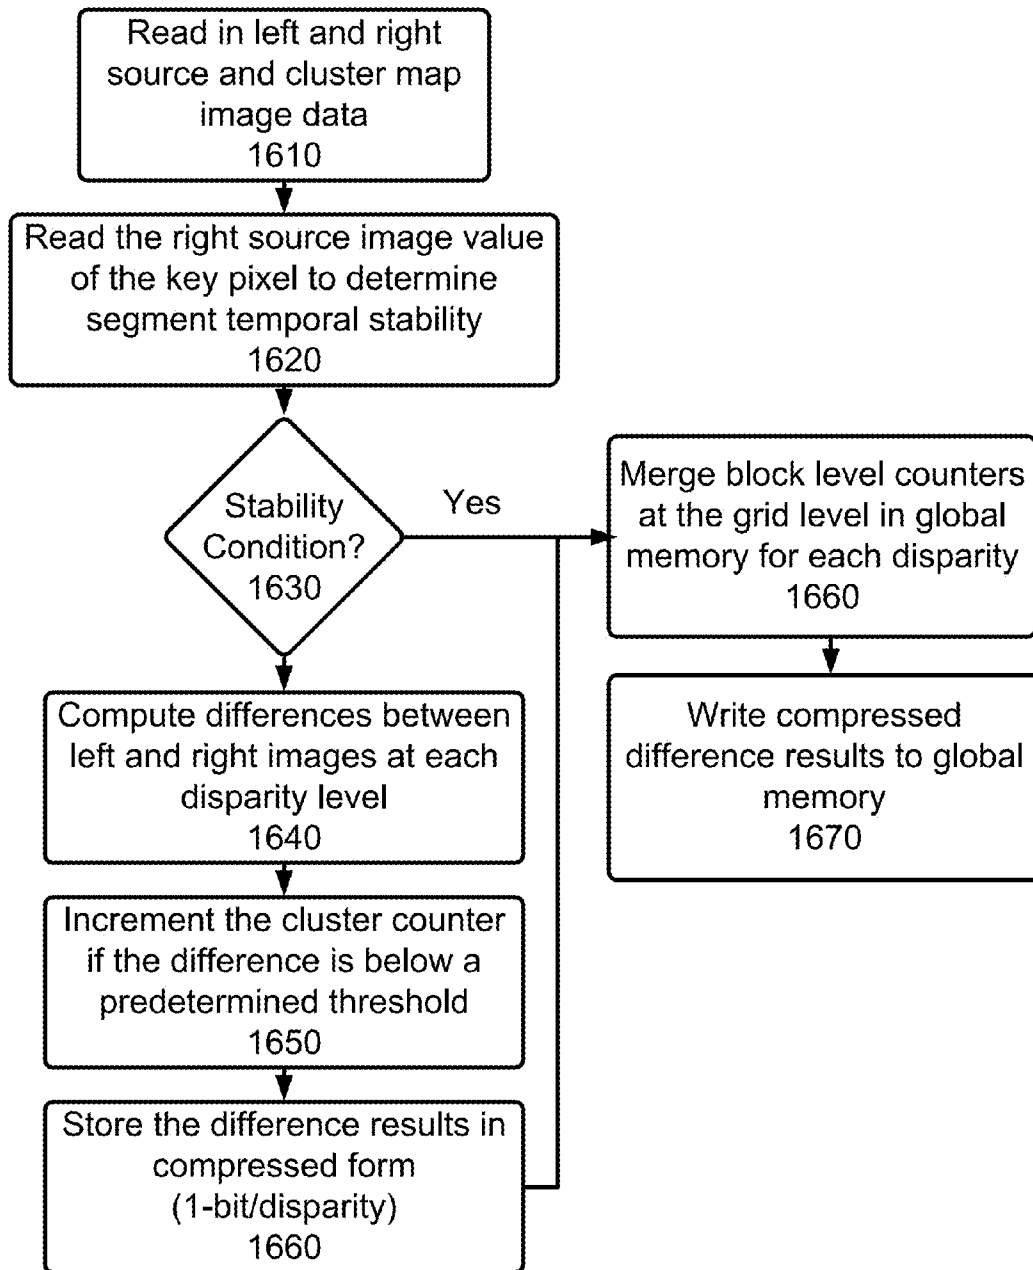 Read in left and right
source and cluster map
image data
1610
Read the right source image value
of the key pixel to determine
segment temporal stability
1620
Stability
Condition?
1630
Yes
Compute differences between
left and right images at each
disparity level
1640
Increment the cluster counter
if the difference is below a
predetermined threshold
1650
Store the difference results in
compressed form
(1-bit/disparity)
1660
Merge block level counters
at the grid level in global
memory for each disparity
1660
Write compressed
difference results to global
memory
1670